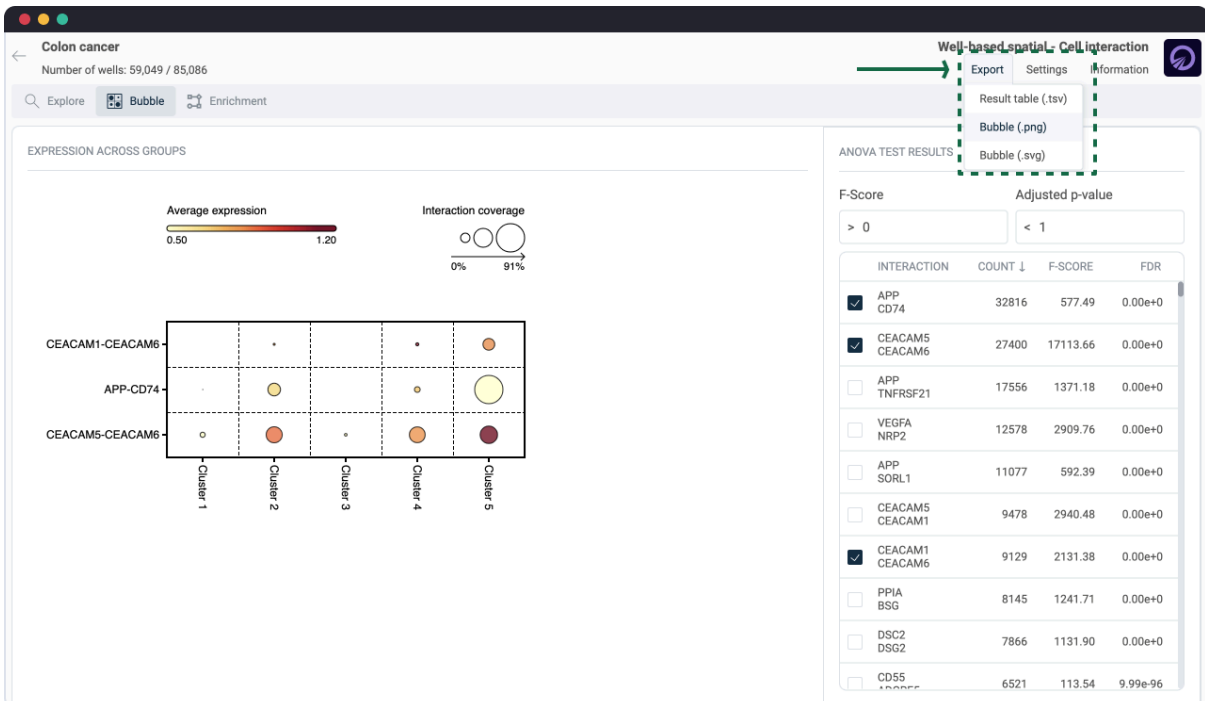 Colon cancer
Number of wells: 59,049 / 85,086
Well-based spatial - Cell interaction
Export Settings Information
Result table (.tsv)
Bubble (.png)
Bubble (.svg)
Explore Bubble Enrichment
EXPRESSION ACROSS GROUPS
Average expression
0.50 1.20
Interaction coverage
0% 91%
CEACAM1-CEACAM6
APP-CD74
CEACAM5-CEACAM6
Cluster 1
Cluster 2
Cluster 3
Cluster 4
Cluster 5
ANOVA TEST RESULTS
F-Score Adjusted p-value
> 0 < 1
INTERACTION COUNT ↓ F-SCORE FDR
APP
CD74 32816 577.49 0.00e+0
CEACAM5
CEACAM6 27400 17113.66 0.00e+0
APP
TNFRSF21 17556 1371.18 0.00e+0
VEGFA
NRP2 12578 2909.76 0.00e+0
APP
SORL1 11077 592.39 0.00e+0
CEACAM5
CEACAM1 9478 2940.48 0.00e+0
CEACAM1
CEACAM6 9129 2131.38 0.00e+0
PPIA
BSG 8145 1241.71 0.00e+0
DSC2
DSG2 7866 1131.90 0.00e+0
CD55
6521 113.54 9.99e-96